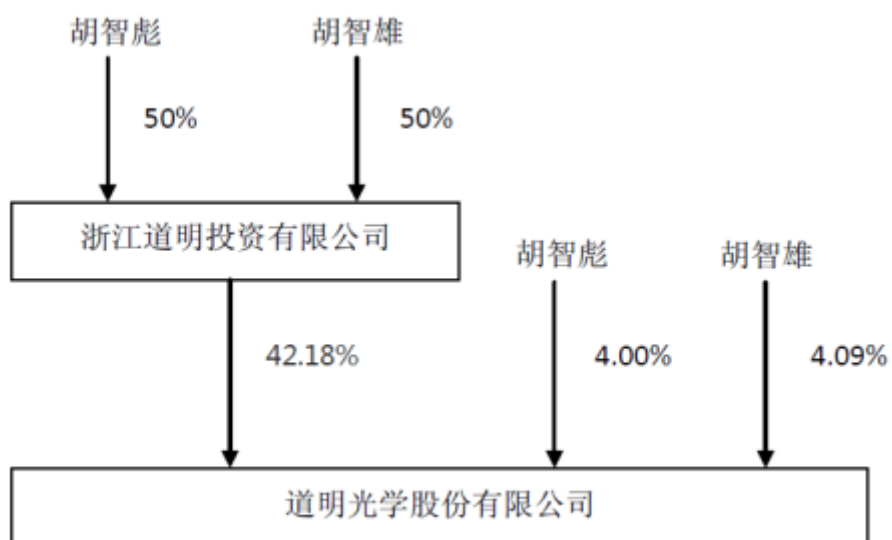 胡智彪 胡智雄
50% 50%
浙江道明投资有限公司
胡智彪 胡智雄
42.18% 4.00% 4.09%
道明光学股份有限公司